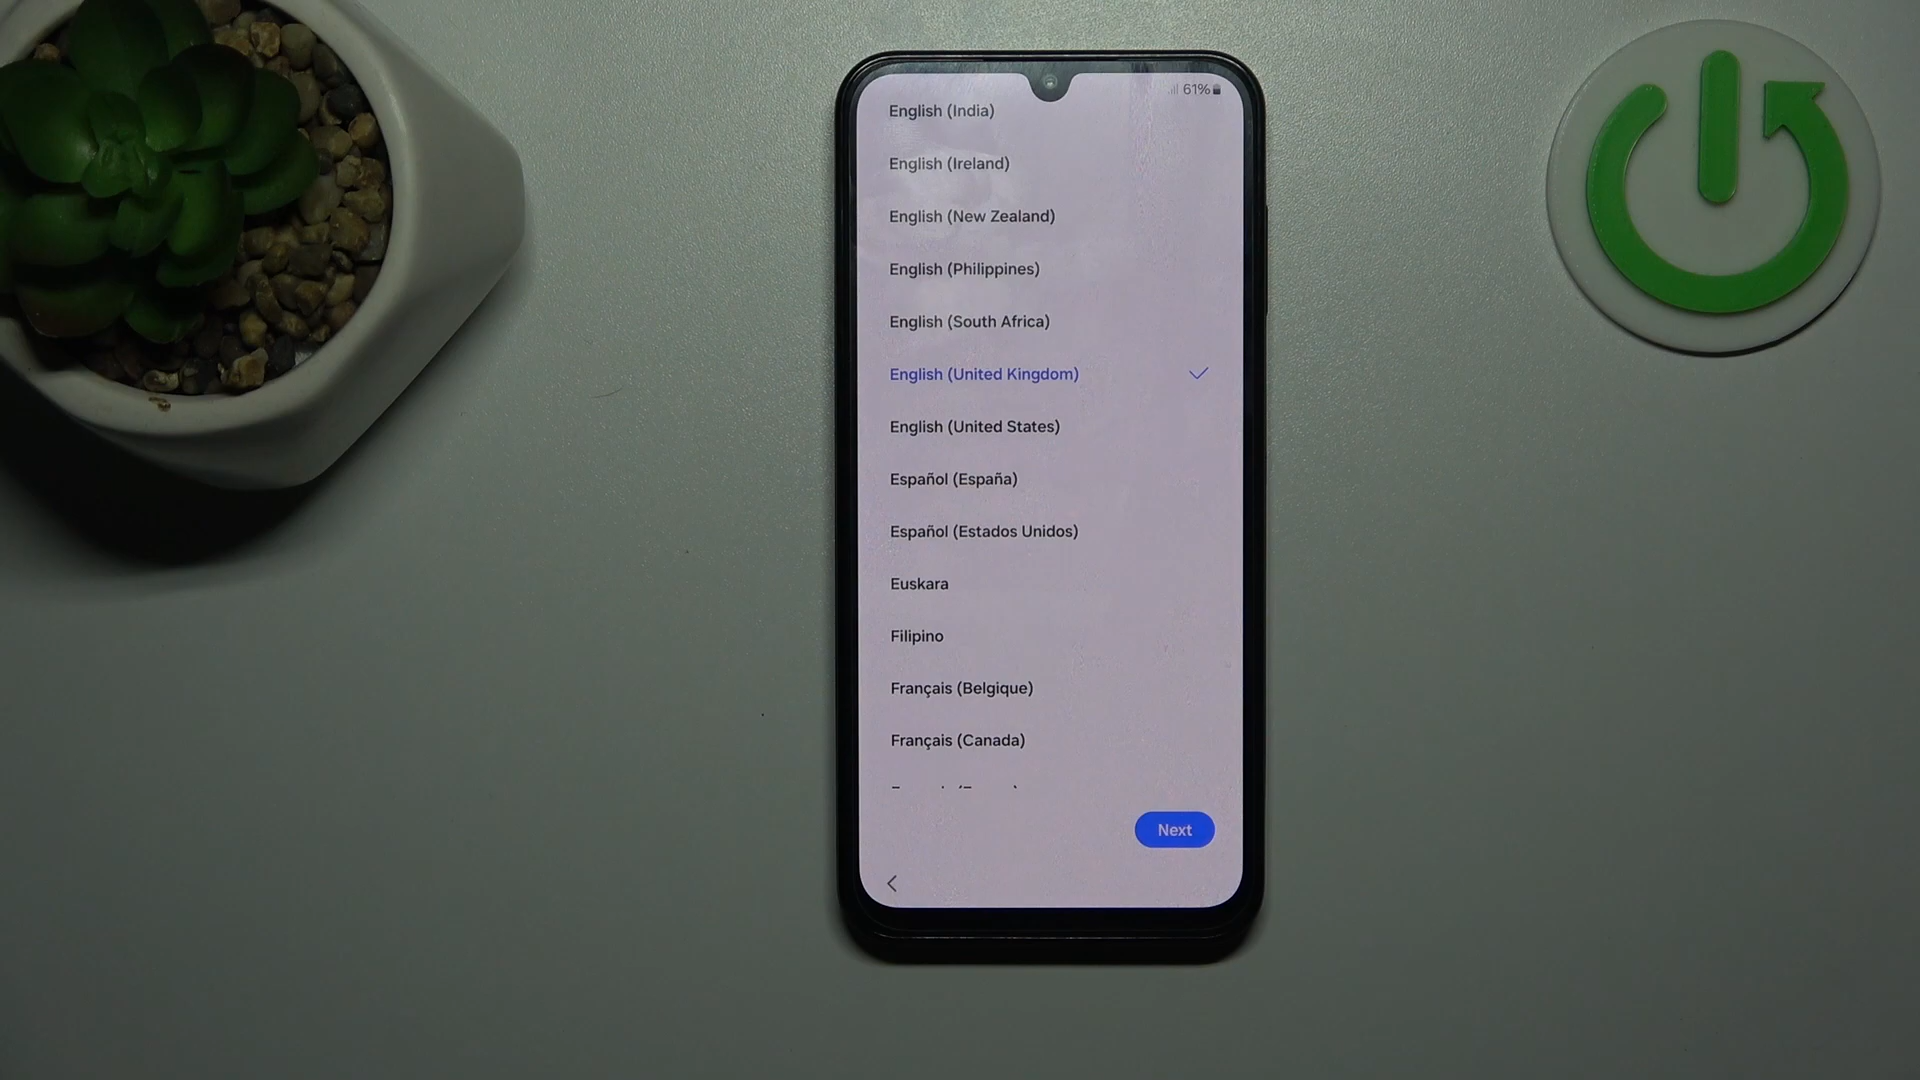 61%
English (India)
English (Ireland)
English (New Zealand)
English (Philippines)
English (South Africa)
English (United Kingdom)
English (United States)
Español (España)
Español (Estados Unidos)
Euskara
Filipino
Français (Belgique)
Français (Canada)
Next